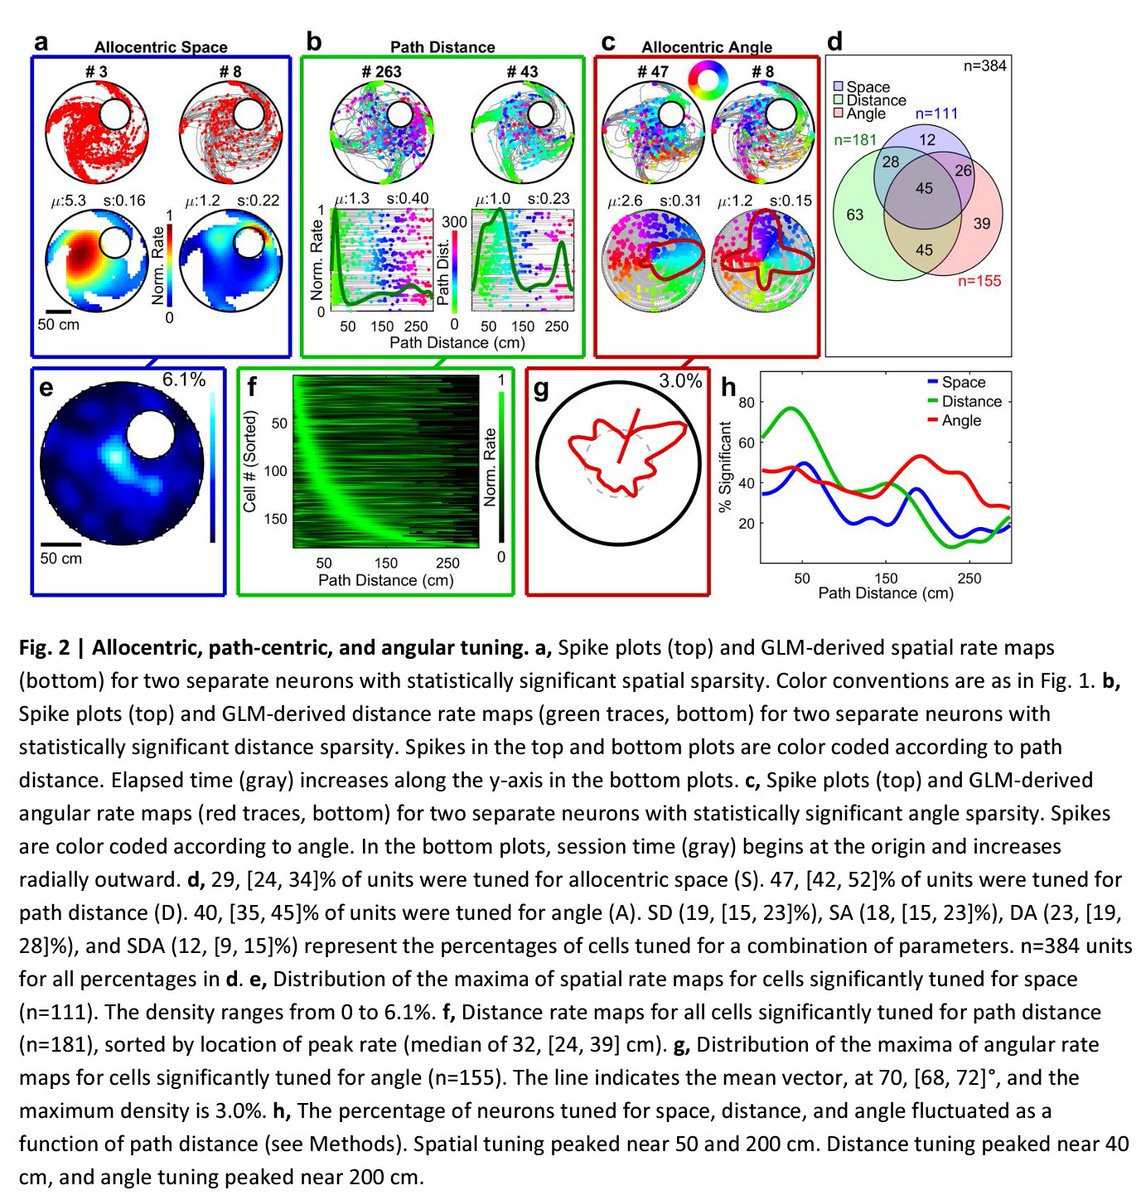 a
Allocentric Space
# 3
# 8
μ:5.3 s:0.16
μ:1.2 s:0.22
Norm. Rate
1
0
50 cm
b
Path Distance
# 263
# 43
μ:1.3 s:0.40
μ:1.0 s:0.23
Norm. Rate
1
0
Path Dist.
300
0
50 150 250
50 150 250
Path Distance (cm)
c
Allocentric Angle
# 47
# 8
μ:2.6 s:0.31
μ:1.2 s:0.15
d
n=384
Space
Distance
Angle
n=111
n=181
12
28
26
45
63
39
45
n=155
e
6.1%
50 cm
f
Cell # (Sorted)
50
100
150
50 150 250
Path Distance (cm)
Norm. Rate
1
0
g
3.0%
h
Space
Distance
Angle
% Significant
80
60
40
20
50 150 250
Path Distance (cm)
Fig. 2 | Allocentric, path-centric, and angular tuning. a, Spike plots (top) and GLM-derived spatial rate maps
(bottom) for two separate neurons with statistically significant spatial sparsity. Color conventions are as in Fig. 1. b,
Spike plots (top) and GLM-derived distance rate maps (green traces, bottom) for two separate neurons with
statistically significant distance sparsity. Spikes in the top and bottom plots are color coded according to path
distance. Elapsed time (gray) increases along the y-axis in the bottom plots. c, Spike plots (top) and GLM-derived
angular rate maps (red traces, bottom) for two separate neurons with statistically significant angle sparsity. Spikes
are color coded according to angle. In the bottom plots, session time (gray) begins at the origin and increases
radially outward. d, 29, [24, 34]% of units were tuned for allocentric space (S). 47, [42, 52]% of units were tuned for
path distance (D). 40, [35, 45]% of units were tuned for angle (A). SD (19, [15, 23]%), SA (18, [15, 23]%), DA (23, [19,
28]%), and SDA (12, [9, 15]%) represent the percentages of cells tuned for a combination of parameters. n=384 units
for all percentages in d. e, Distribution of the maxima of spatial rate maps for cells significantly tuned for space
(n=111). The density ranges from 0 to 6.1%. f, Distance rate maps for all cells significantly tuned for path distance
(n=181), sorted by location of peak rate (median of 32, [24, 39] cm). g, Distribution of the maxima of angular rate
maps for cells significantly tuned for angle (n=155). The line indicates the mean vector, at 70, [68, 72]°, and the
maximum density is 3.0%. h, The percentage of neurons tuned for space, distance, and angle fluctuated as a
function of path distance (see Methods). Spatial tuning peaked near 50 and 200 cm. Distance tuning peaked near 40
cm, and angle tuning peaked near 200 cm.